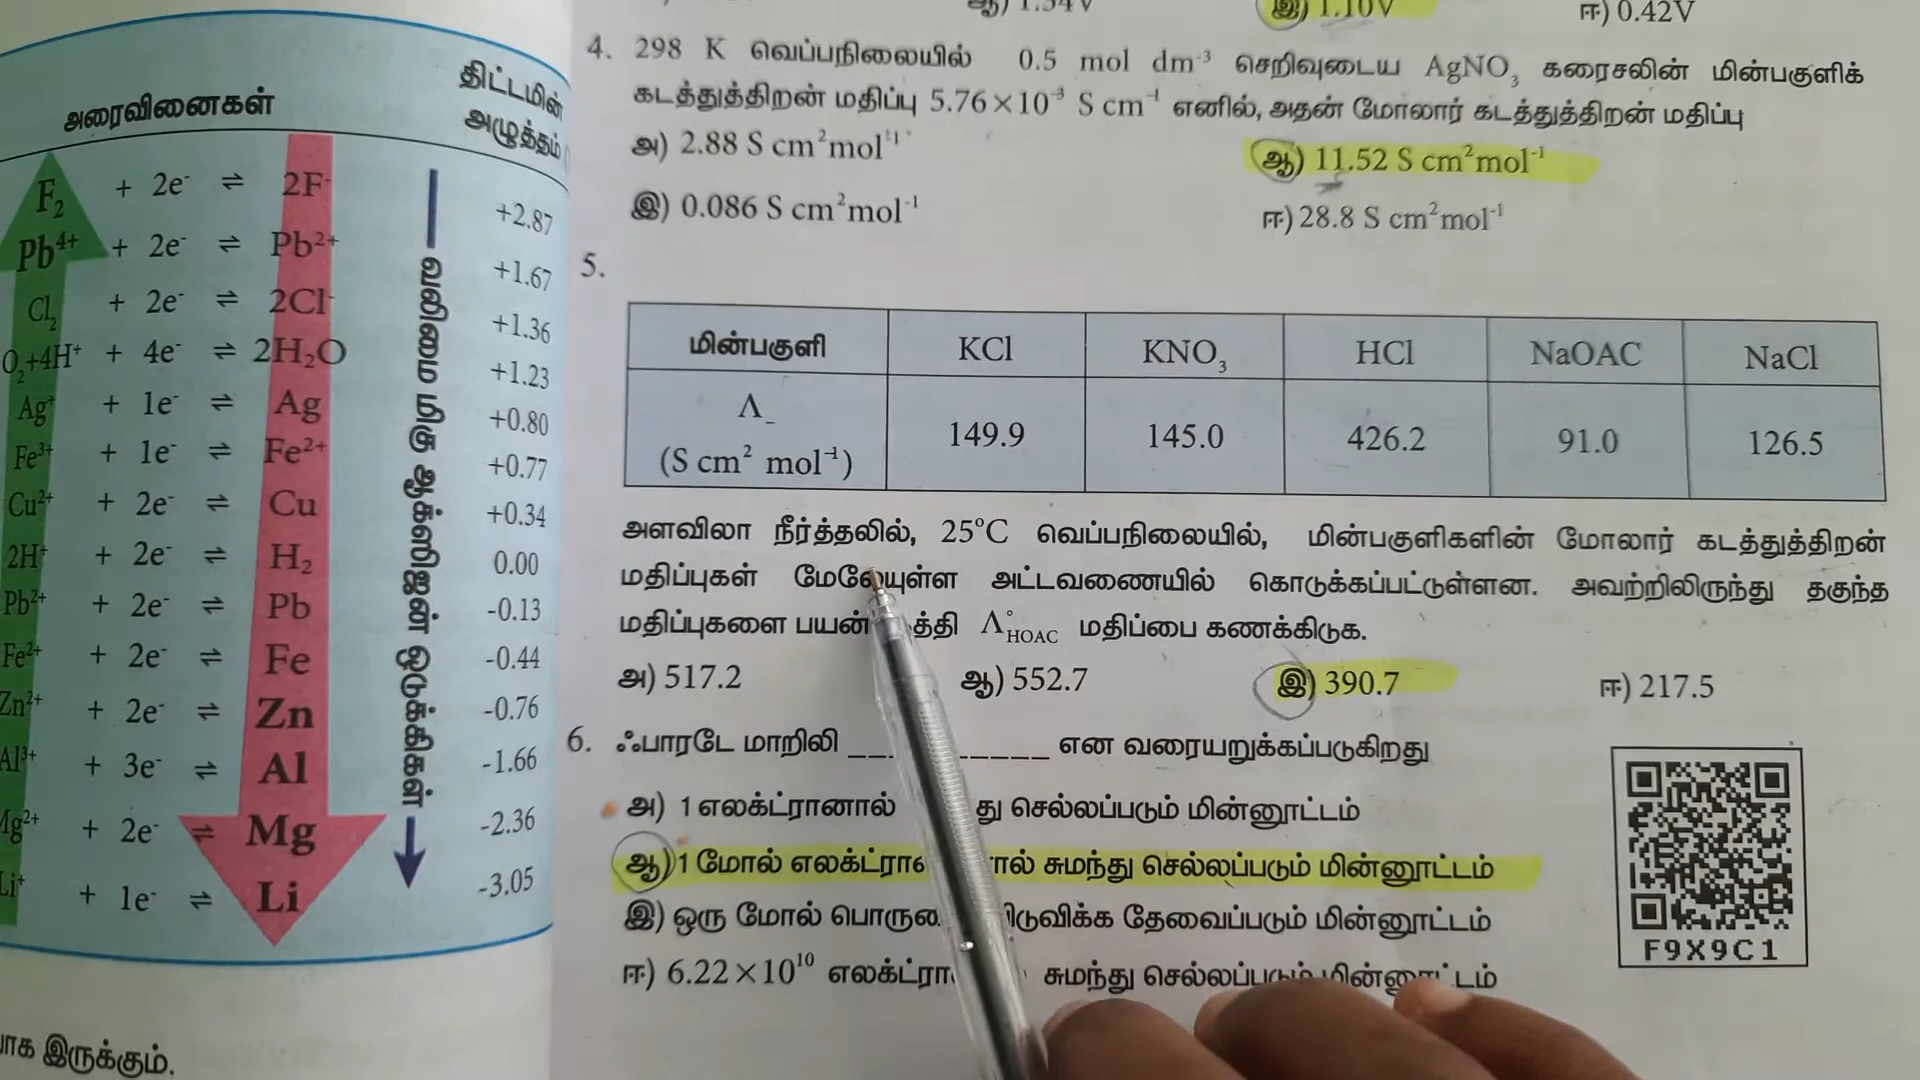 அரைவினைகள்
திட்டமின்
அழுத்தம்
F₂ + 2e⁻ ⇌ 2F⁻ +2.87
Pb⁴⁺ + 2e⁻ ⇌ Pb²⁺ +1.67
Cl₂ + 2e⁻ ⇌ 2Cl⁻ +1.36
O₂+4H⁺ + 4e⁻ ⇌ 2H₂O +1.23
Ag⁺ + 1e⁻ ⇌ Ag +0.80
Fe³⁺ + 1e⁻ ⇌ Fe²⁺ +0.77
Cu²⁺ + 2e⁻ ⇌ Cu +0.34
2H⁺ + 2e⁻ ⇌ H₂ 0.00
Pb²⁺ + 2e⁻ ⇌ Pb -0.13
Fe²⁺ + 2e⁻ ⇌ Fe -0.44
Zn²⁺ + 2e⁻ ⇌ Zn -0.76
Al³⁺ + 3e⁻ ⇌ Al -1.66
Mg²⁺ + 2e⁻ ⇌ Mg -2.36
Li⁺ + 1e⁻ ⇌ Li -3.05
வலிமை மிகு ஆக்ஸிஜன் ஒடுக்கிகள்
இருக்கும்.
ஆ) 1.54V இ) 1.10V ஈ) 0.42V
4. 298 K வெப்பநிலையில் 0.5 mol dm⁻³ செறிவுடைய AgNO₃ கரைசலின் மின்பகுளிக்
கடத்துத்திறன் மதிப்பு 5.76×10⁻³ S cm⁻¹ எனில், அதன் மோலார் கடத்துத்திறன் மதிப்பு
அ) 2.88 S cm²mol⁻¹ ஆ) 11.52 S cm²mol⁻¹
இ) 0.086 S cm²mol⁻¹ ஈ) 28.8 S cm²mol⁻¹
5.
மின்பகுளி KCl KNO₃ HCl NaOAC NaCl
Λ_
(S cm² mol⁻¹) 149.9 145.0 426.2 91.0 126.5
அளவிலா நீர்த்தலில், 25°C வெப்பநிலையில், மின்பகுளிகளின் மோலார் கடத்துத்திறன்
மதிப்புகள் மேலேயுள்ள அட்டவணையில் கொடுக்கப்பட்டுள்ளன. அவற்றிலிருந்து தகுந்த
மதிப்புகளை Λ°HOAC மதிப்பை கணக்கிடுக.
அ) 517.2 ஆ) 552.7 இ) 390.7 ஈ) 217.5
6. ஃபாரடே மாறிலி ____________ என வரையறுக்கப்படுகிறது
அ) 1 எலக்ட்ரானால் செல்லப்படும் மின்னூட்டம்
ஆ) 1 மோல் சுமந்து செல்லப்படும் மின்னூட்டம்
இ) ஒரு மோல் தேவைப்படும் மின்னூட்டம்
ஈ) 6.22×10¹⁰ சுமந்து செல்லப்படும் மின்னூட்டம்
F9X9C1